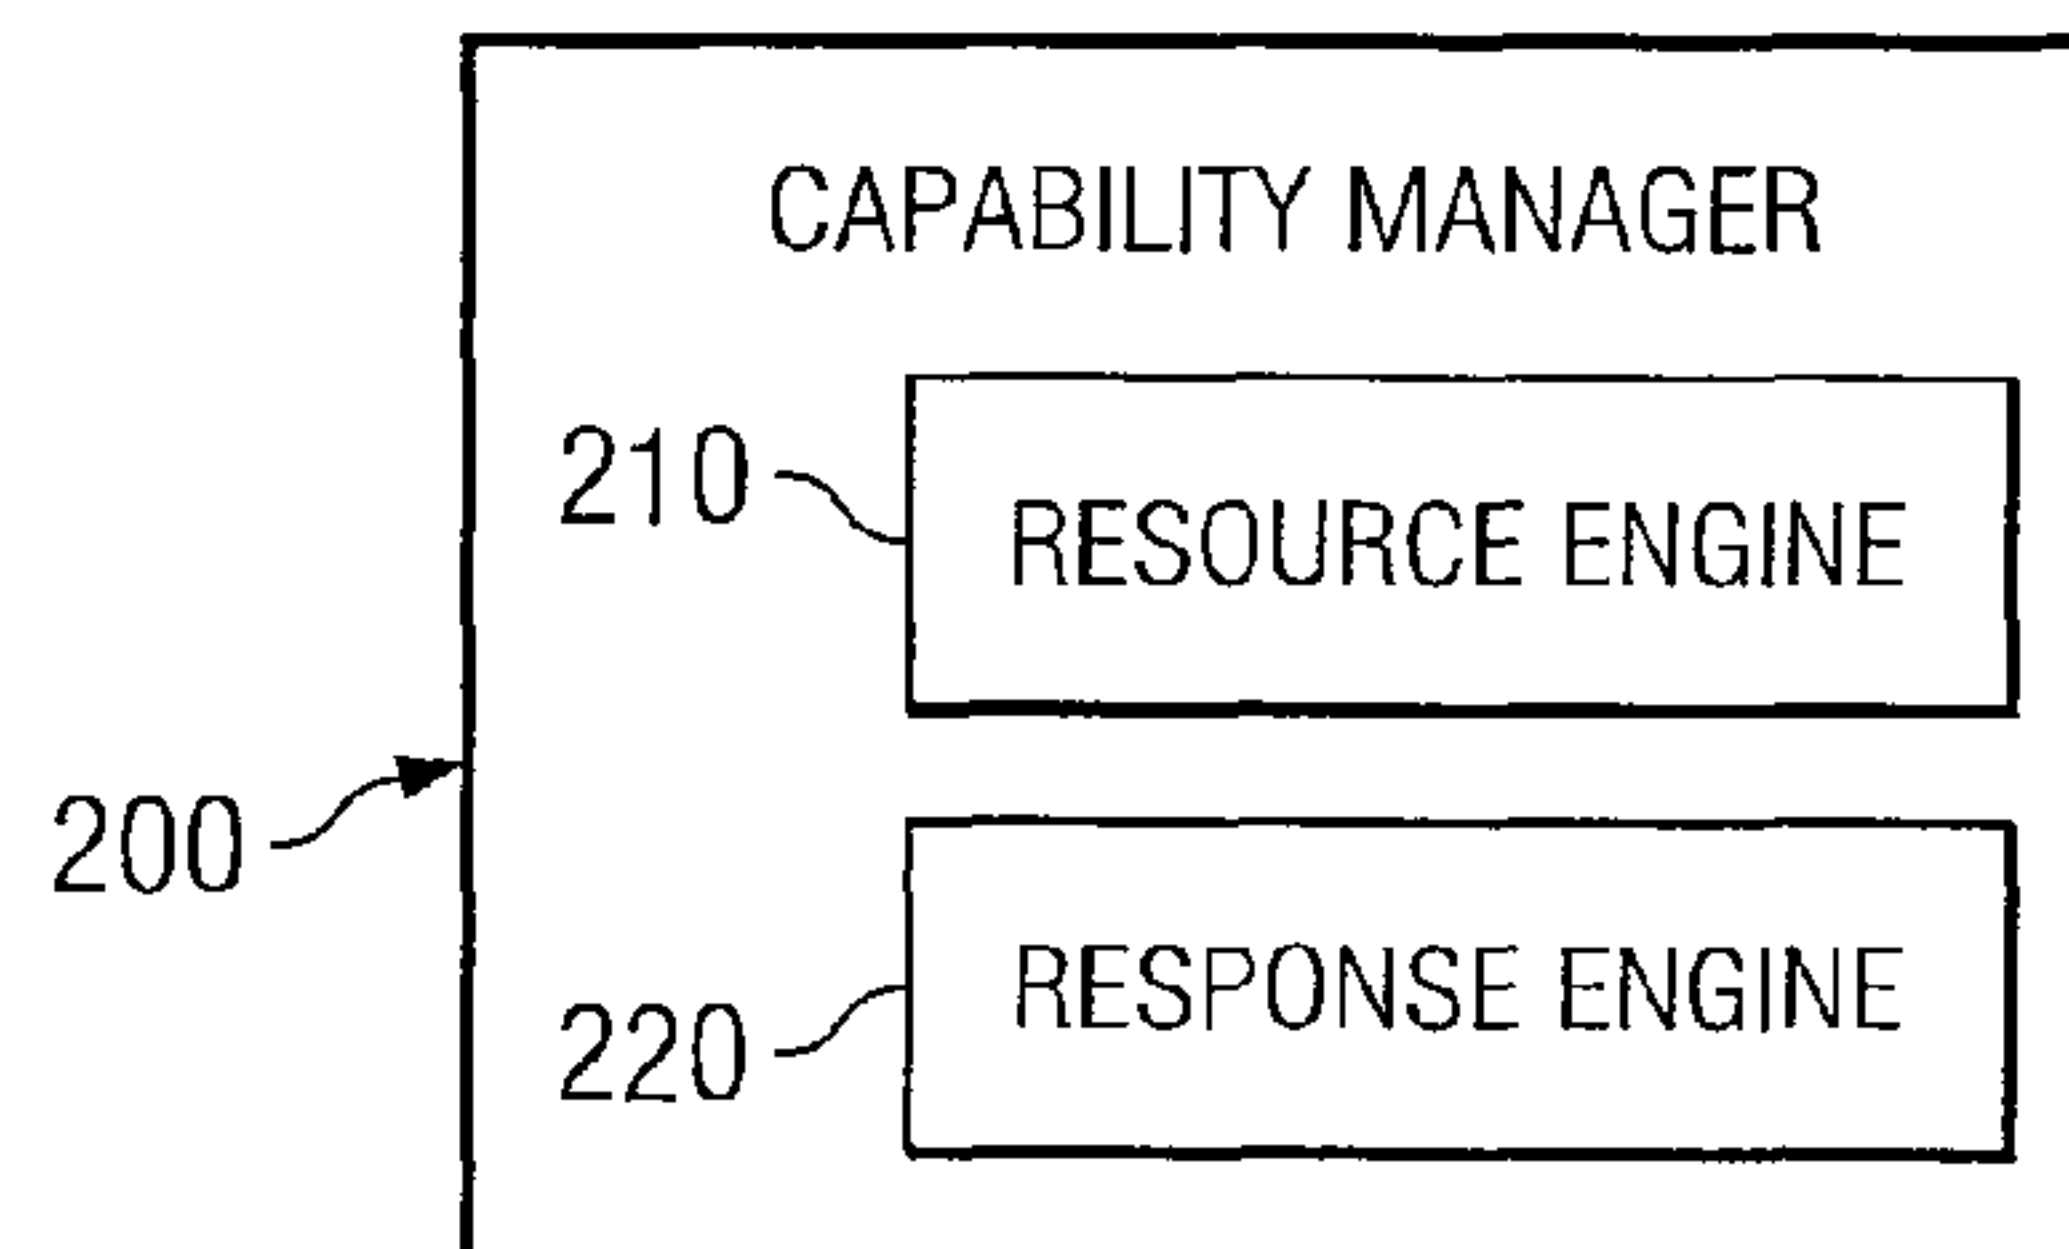 CAPABILITY MANAGER
210
RESOURCE ENGINE
200
220
RESPONSE ENGINE